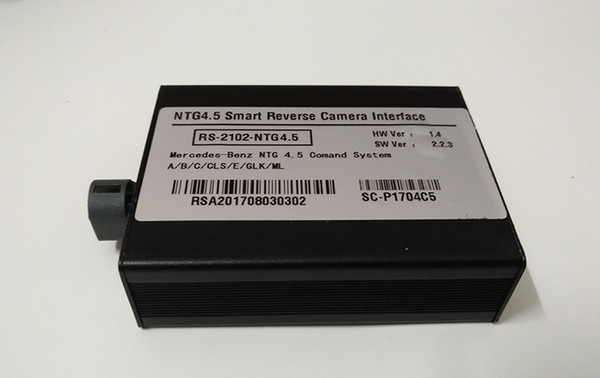 NTG4.5 Smart Reverse Camera Interface
RS-2102-NTG4.5
HW Ver : 1.4
SW Ver : 2.2.3
Mercedes-Benz NTG 4.5 Comand System
A/B/C/CLS/E/GLK/ML
RSA201708030302
SC-P1704C5